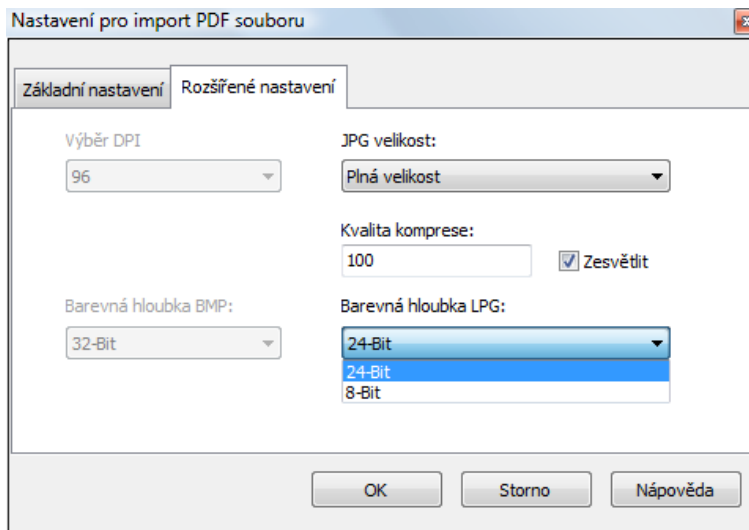 Nastavení pro import PDF souboru
Základní nastavení
Rozšířené nastavení
Výběr DPI
96
JPG velikost:
Plná velikost
Kvalita komprese:
100
Zesvětlit
Barevná hloubka BMP:
32-Bit
Barevná hloubka LPG:
24-Bit
24-Bit
8-Bit
OK
Storno
Nápověda